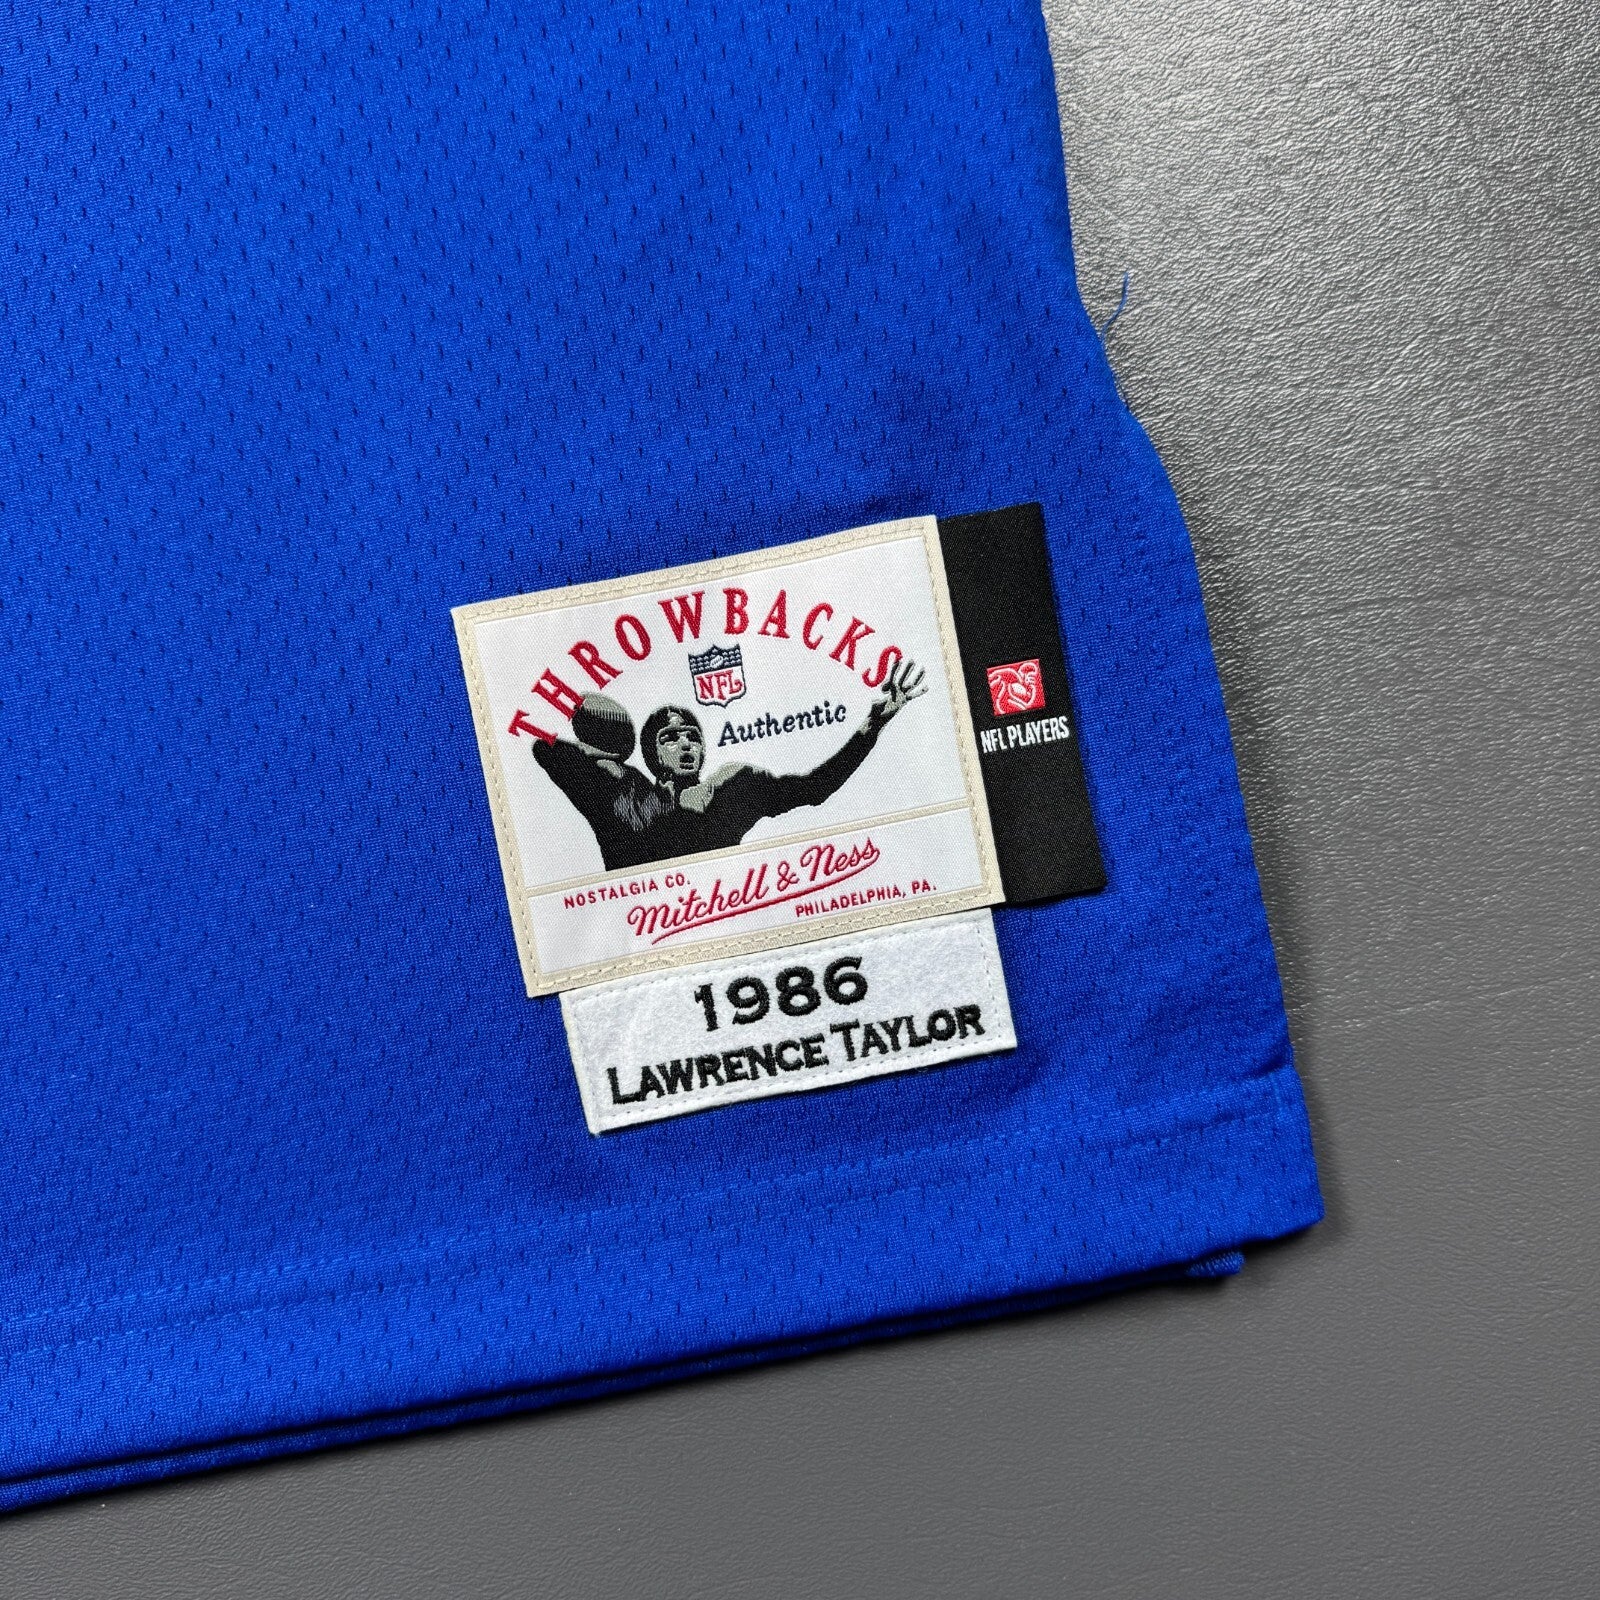 THROWBACKS
NFL
Authentic
NFL PLAYERS
NOSTALGIA CO.
Mitchell & Ness
PHILADELPHIA, PA.
1986
LAWRENCE TAYLOR